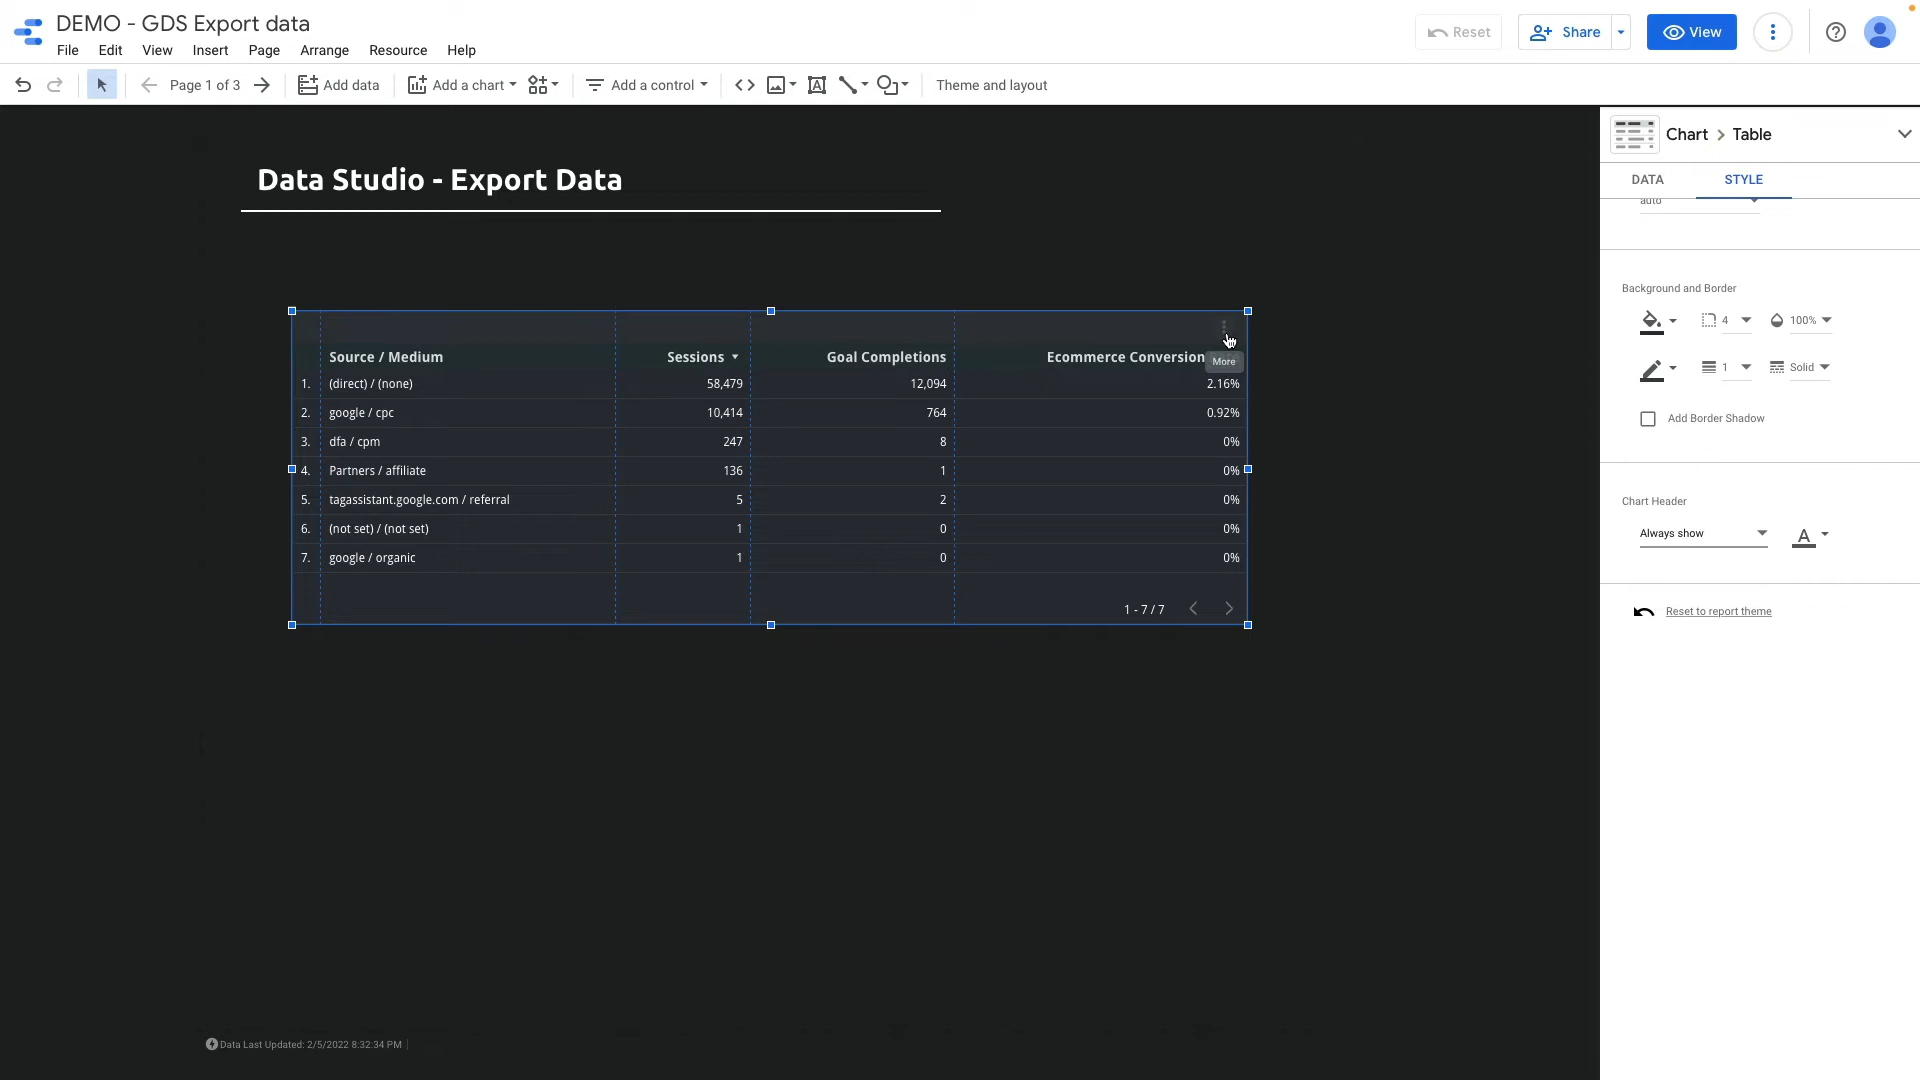 DEMO - GDS Export data
File Edit View Insert Page Arrange Resource Help
Reset Share View
Page 1 of 3 Add data Add a chart Add a control Theme and layout
Chart > Table
DATA STYLE
auto
Data Studio - Export Data
Background and Border
4 100%
1 Solid
Add Border Shadow
Chart Header
Always show
Reset to report theme
Source / Medium Sessions Goal Completions Ecommerce Conversion
More
1. (direct) / (none) 58,479 12,094 2.16%
2. google / cpc 10,414 764 0.92%
3. dfa / cpm 247 8 0%
4. Partners / affiliate 136 1 0%
5. tagassistant.google.com / referral 5 2 0%
6. (not set) / (not set) 1 0 0%
7. google / organic 1 0 0%
1 - 7 / 7
Data Last Updated: 2/5/2022 8:32:34 PM